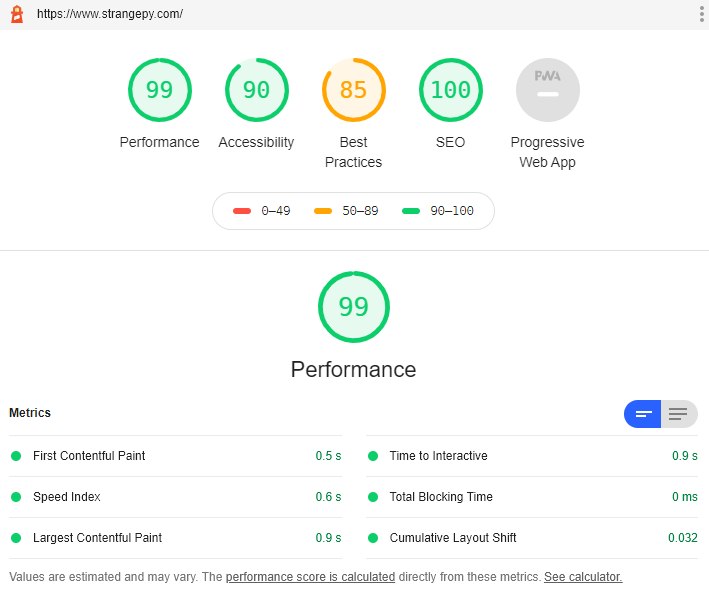 https://www.strangepy.com/
99 90 85 100 PWA
Performance Accessibility Best Practices SEO Progressive Web App
0–49 50–89 90–100
99
Performance
Metrics
First Contentful Paint 0.5 s
Time to Interactive 0.9 s
Speed Index 0.6 s
Total Blocking Time 0 ms
Largest Contentful Paint 0.9 s
Cumulative Layout Shift 0.032
Values are estimated and may vary. The performance score is calculated directly from these metrics. See calculator.